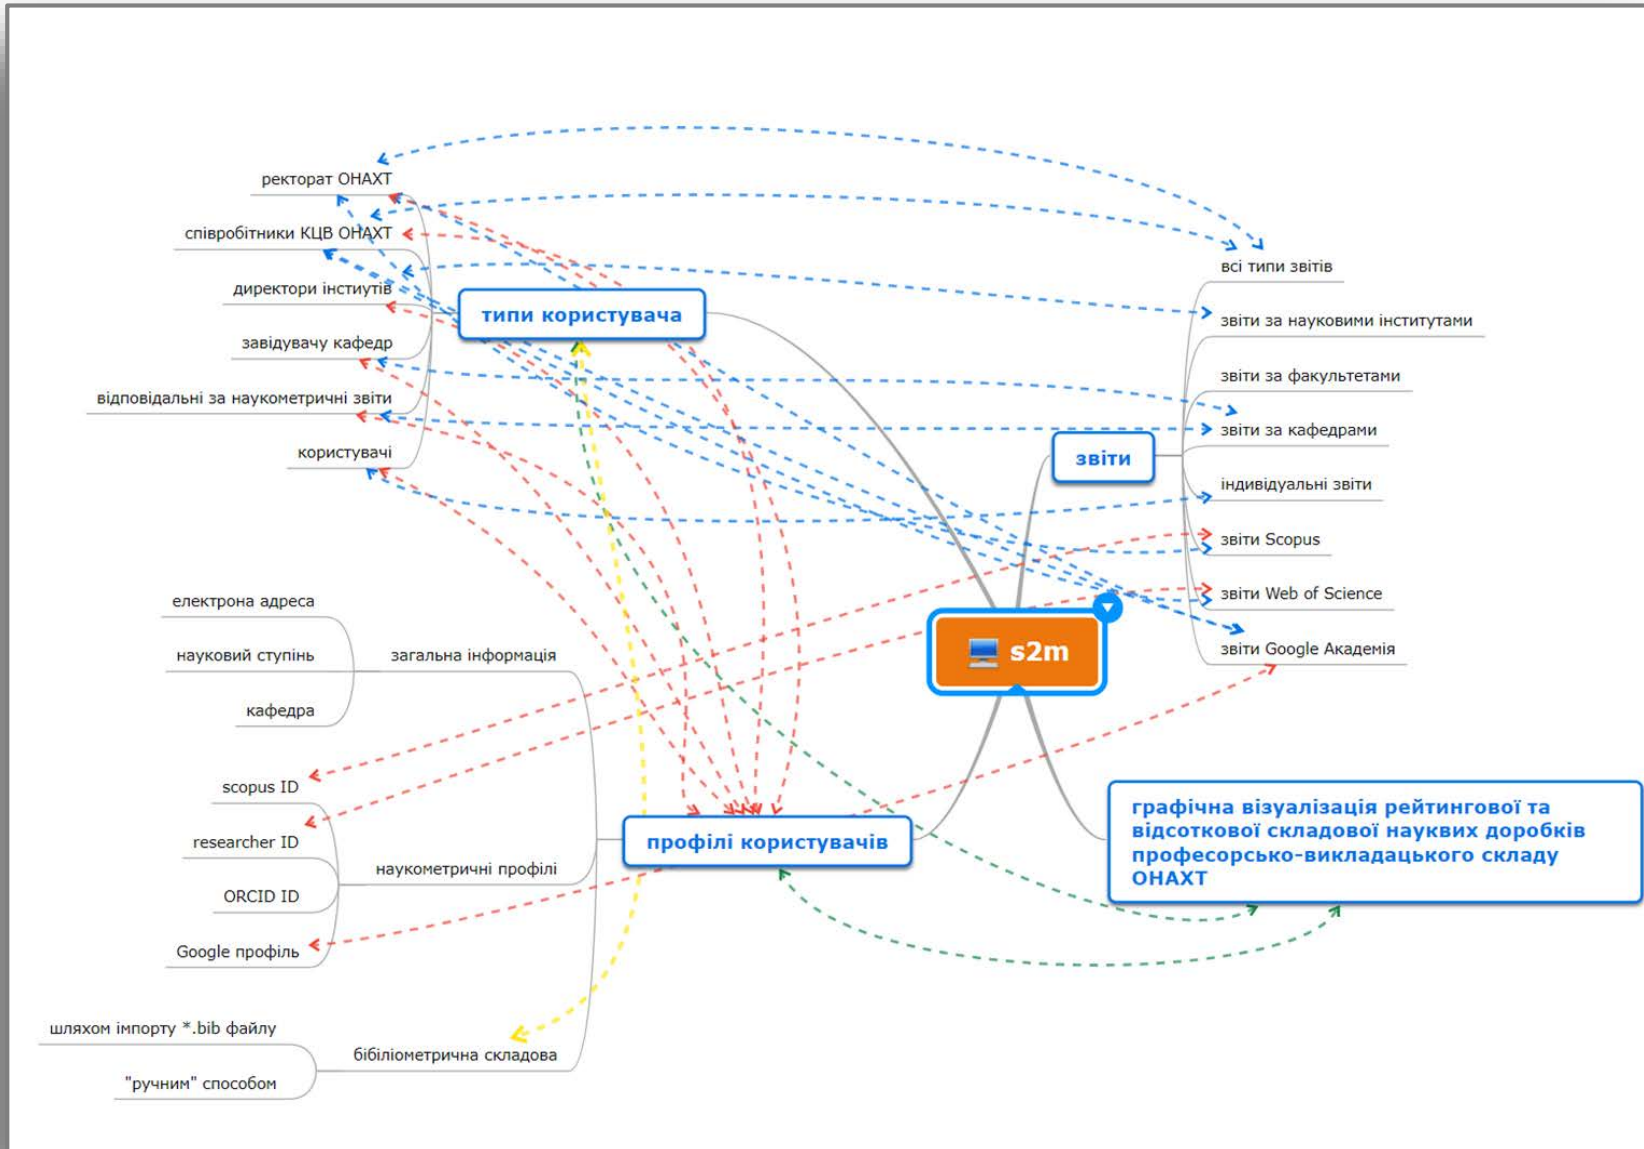 ректорат ОНАХТ
співробітники КЦВ ОНАХТ
директори інстиутів
завідувачу кафедр
відповідальні за наукометричні звіти
користувачі
типи користувача
всі типи звітів
звіти за науковими інститутами
звіти за факультетами
звіти за кафедрами
індивідуальні звіти
звіти Scopus
звіти Web of Science
звіти Google Академія
звіти
s2m
електрона адреса
науковий ступінь
кафедра
загальна інформація
scopus ID
researcher ID
ORCID ID
Google профіль
наукометричні профілі
профілі користувачів
шляхом імпорту *.bib файлу
"ручним" способом
бібіліометрична складова
графічна візуалізація рейтингової та
відсоткової складової науквих доробків
професорсько-викладацького складу
ОНАХТ